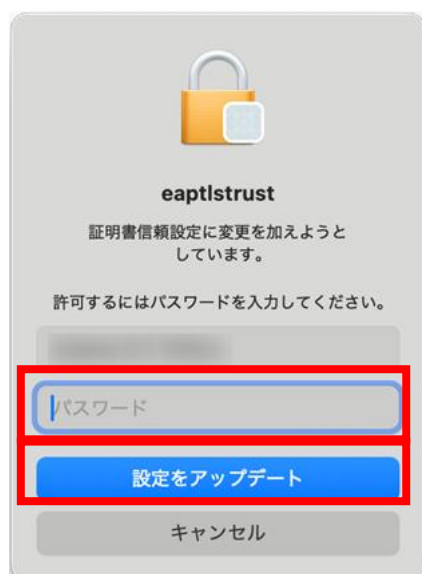 eaptlstrust
証明書信頼設定に変更を加えようと
しています。
許可するにはパスワードを入力してください。
パスワード
設定をアップデート
キャンセル